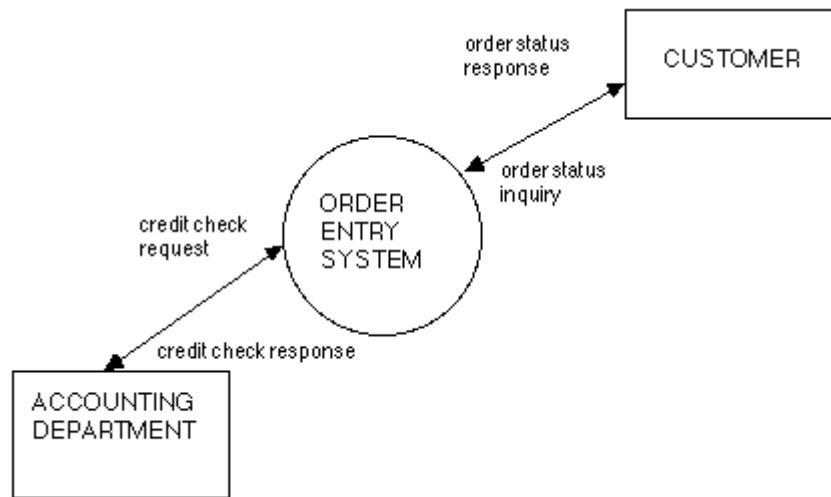 order status
response
CUSTOMER
order status
inquiry
ORDER
ENTRY
SYSTEM
credit check
request
credit check response
ACCOUNTING
DEPARTMENT